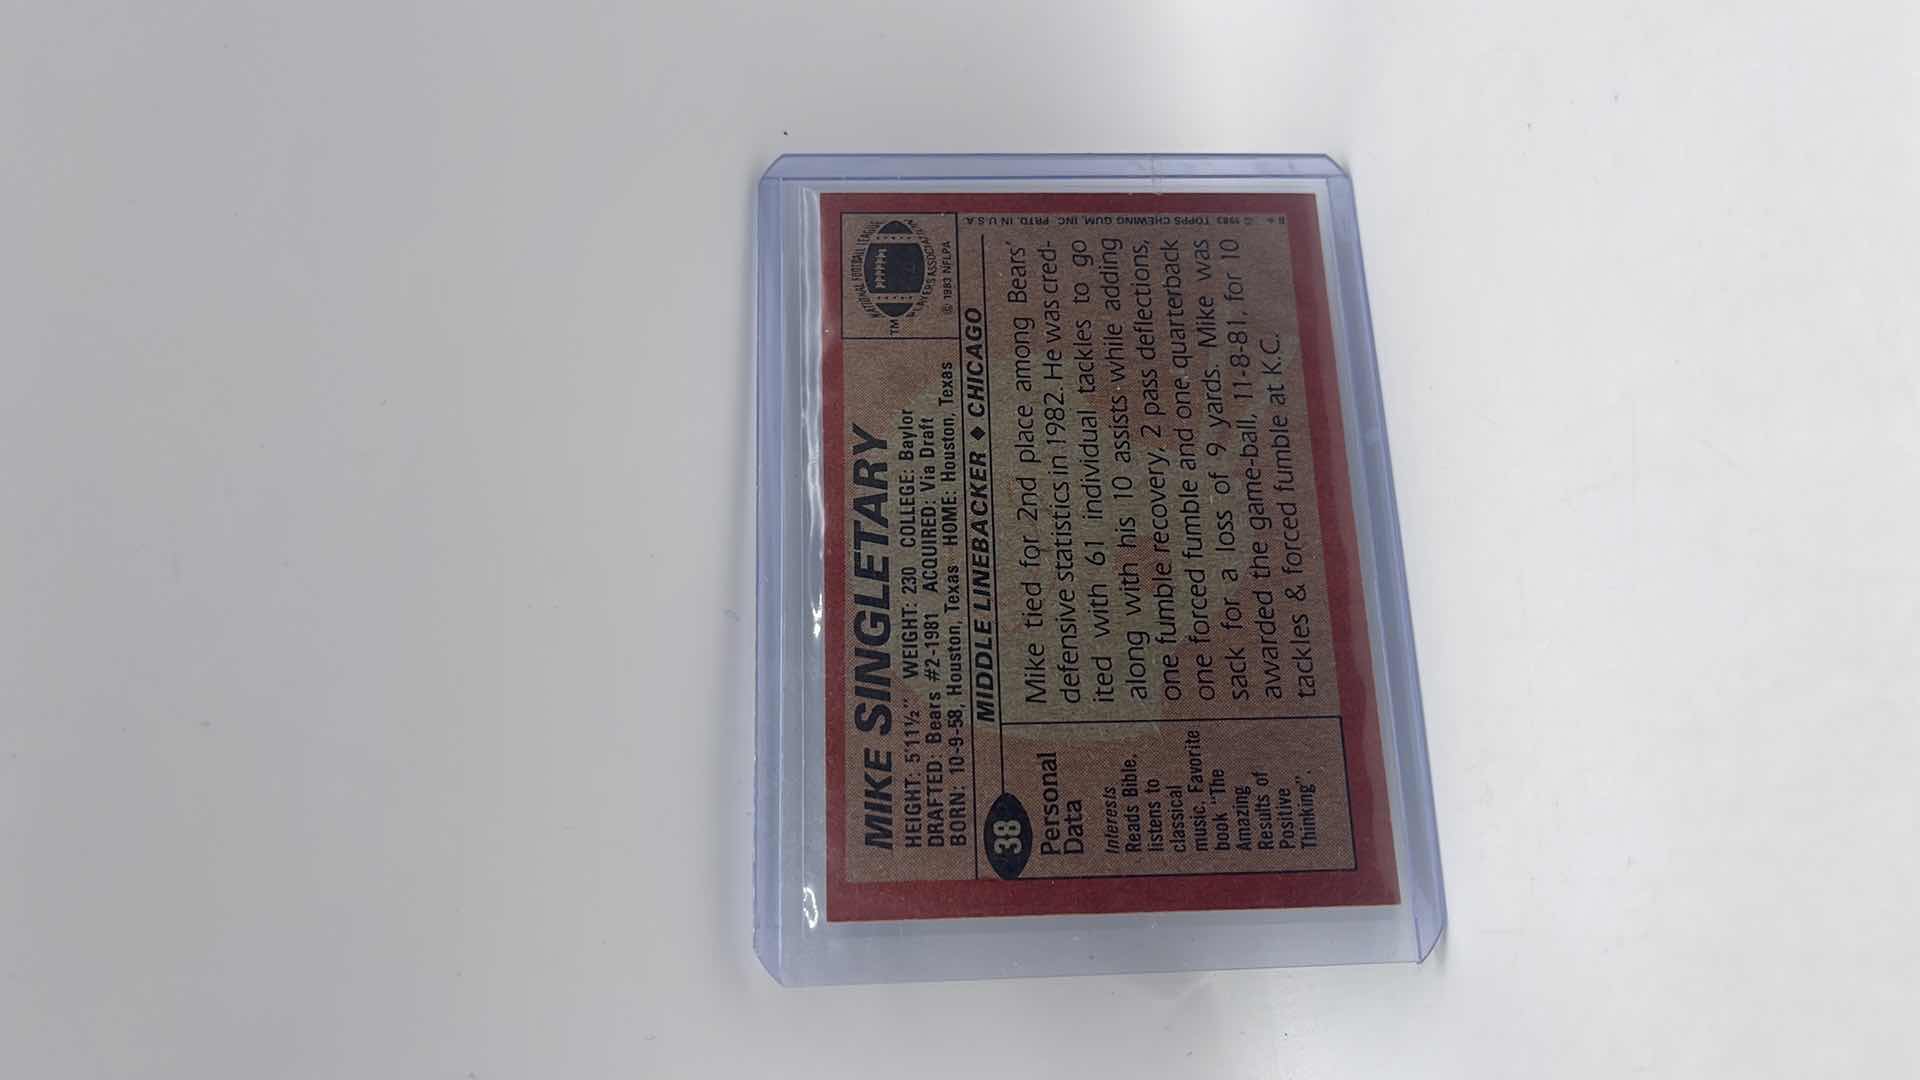 MIKE SINGLETARY
HEIGHT: 5'11½" WEIGHT: 230 COLLEGE: Baylor
DRAFTED: Bears #2-1981 ACQUIRED: Via Draft
BORN: 10-9-58, Houston, Texas HOME: Houston, Texas
NATIONAL FOOTBALL LEAGUE
PLAYERS ASSOCIATION
TM
© 1983 NFLPA
MIDDLE LINEBACKER ◆ CHICAGO
38
Personal
Data
Interests
Reads Bible,
listens to
classical
music. Favorite
book "The
Amazing
Results of
Positive
Thinking".
Mike tied for 2nd place among Bears'
defensive statistics in 1982. He was cred-
ited with 61 individual tackles to go
along with his 10 assists while adding
one fumble recovery, 2 pass deflections,
one forced fumble and one quarterback
sack for a loss of 9 yards. Mike was
awarded the game-ball, 11-8-81, for 10
tackles & forced fumble at K.C.
© 1983 TOPPS CHEWING GUM, INC. PRTD. IN U.S.A.